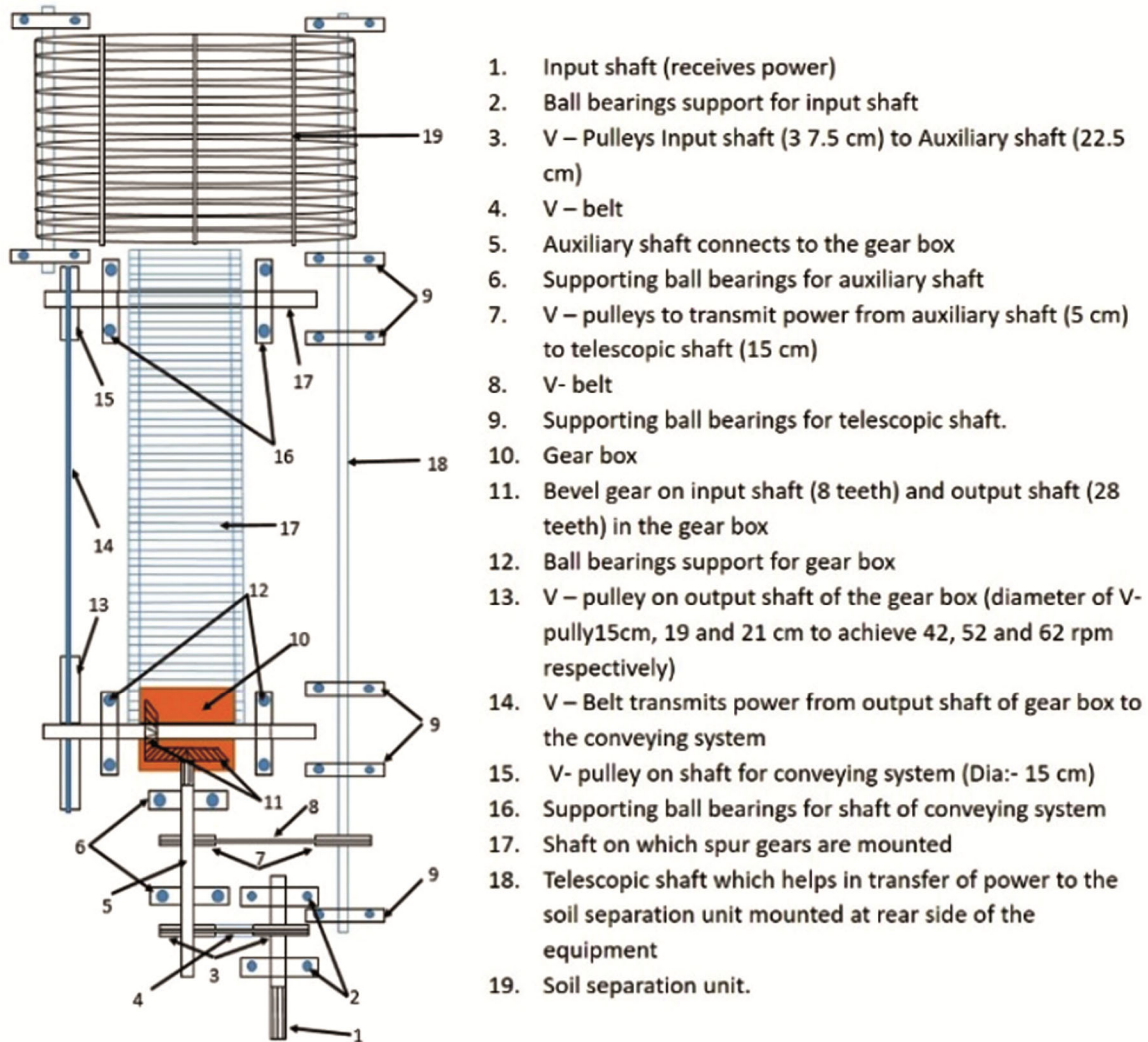 1. Input shaft (receives power)
2. Ball bearings support for input shaft
3. V – Pulleys Input shaft (3 7.5 cm) to Auxiliary shaft (22.5
cm)
4. V – belt
5. Auxiliary shaft connects to the gear box
6. Supporting ball bearings for auxiliary shaft
7. V – pulleys to transmit power from auxiliary shaft (5 cm)
to telescopic shaft (15 cm)
8. V- belt
9. Supporting ball bearings for telescopic shaft.
10. Gear box
11. Bevel gear on input shaft (8 teeth) and output shaft (28
teeth) in the gear box
12. Ball bearings support for gear box
13. V – pulley on output shaft of the gear box (diameter of V-
pully15cm, 19 and 21 cm to achieve 42, 52 and 62 rpm
respectively)
14. V – Belt transmits power from output shaft of gear box to
the conveying system
15. V- pulley on shaft for conveying system (Dia:- 15 cm)
16. Supporting ball bearings for shaft of conveying system
17. Shaft on which spur gears are mounted
18. Telescopic shaft which helps in transfer of power to the
soil separation unit mounted at rear side of the
equipment
19. Soil separation unit.
19
9
17
15
16
18
14
17
12
13
10
9
11
8
6
7
5
9
3
4
2
1